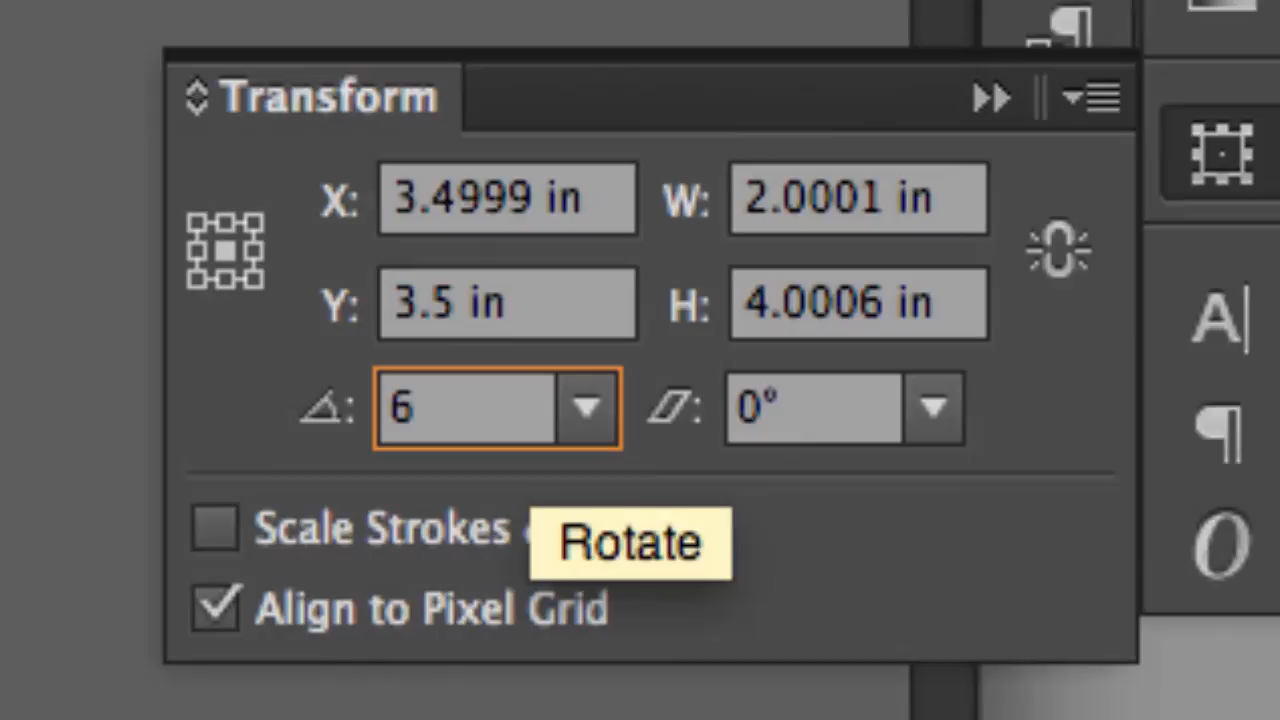 Transform
X: 3.4999 in W: 2.0001 in
Y: 3.5 in H: 4.0006 in
: 6 : 0°
Scale Strokes
Rotate
Align to Pixel Grid
A
¶
O